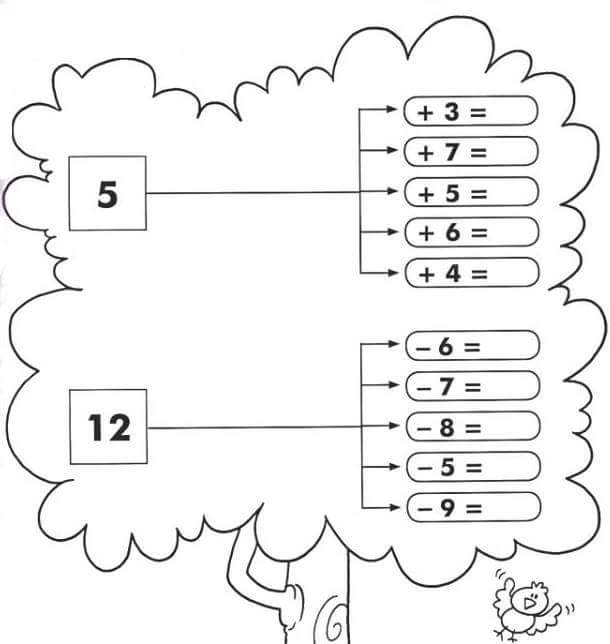 5
+ 3 =
+ 7 =
+ 5 =
+ 6 =
+ 4 =
12
– 6 =
– 7 =
– 8 =
– 5 =
– 9 =